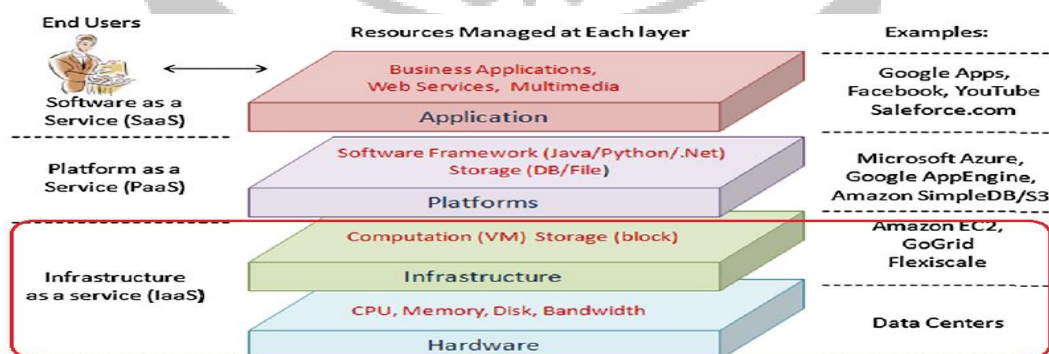 End Users
Resources Managed at Each layer
Examples:
Business Applications,
Web Services, Multimedia
Application
Software as a
Service (SaaS)
Google Apps,
Facebook, YouTube
Saleforce.com
Software Framework (Java/Python/.Net)
Storage (DB/File)
Platforms
Platform as a
Service (PaaS)
Microsoft Azure,
Google AppEngine,
Amazon SimpleDB/S3
Computation (VM) Storage (block)
Infrastructure
Amazon EC2,
GoGrid
Flexiscale
Infrastructure
as a service (IaaS)
CPU, Memory, Disk, Bandwidth
Hardware
Data Centers